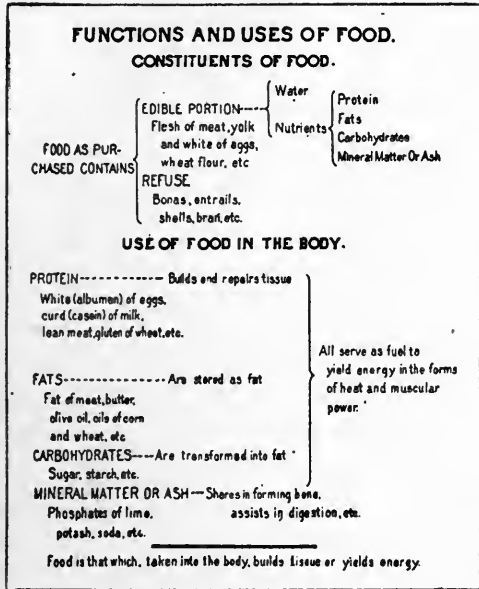 FUNCTIONS AND USES OF FOOD.
CONSTITUENTS OF FOOD.
FOOD AS PUR-
CHASED CONTAINS
EDIBLE PORTION----
Flesh of meat, yolk
and white of eggs,
wheat flour, etc
REFUSE
Bones, entrails,
shells, bran, etc.
Water
Nutrients
Protein
Fats
Carbohydrates
Mineral Matter Or Ash
USE OF FOOD IN THE BODY.
PROTEIN------------ Builds and repairs tissue
White (albumen) of eggs,
curd (casein) of milk,
lean meat, gluten of wheat, etc.
FATS--------------- Are stored as fat
Fat of meat, butter,
olive oil, oils of corn
and wheat, etc
CARBOHYDRATES----Are transformed into fat
Sugar, starch, etc.
All serve as fuel to
yield energy in the forms
of heat and muscular
power.
MINERAL MATTER OR ASH—Shares in forming bone,
Phosphates of lime, assists in digestion, etc.
potash, soda, etc.
Food is that which, taken into the body, builds tissue or yields energy.